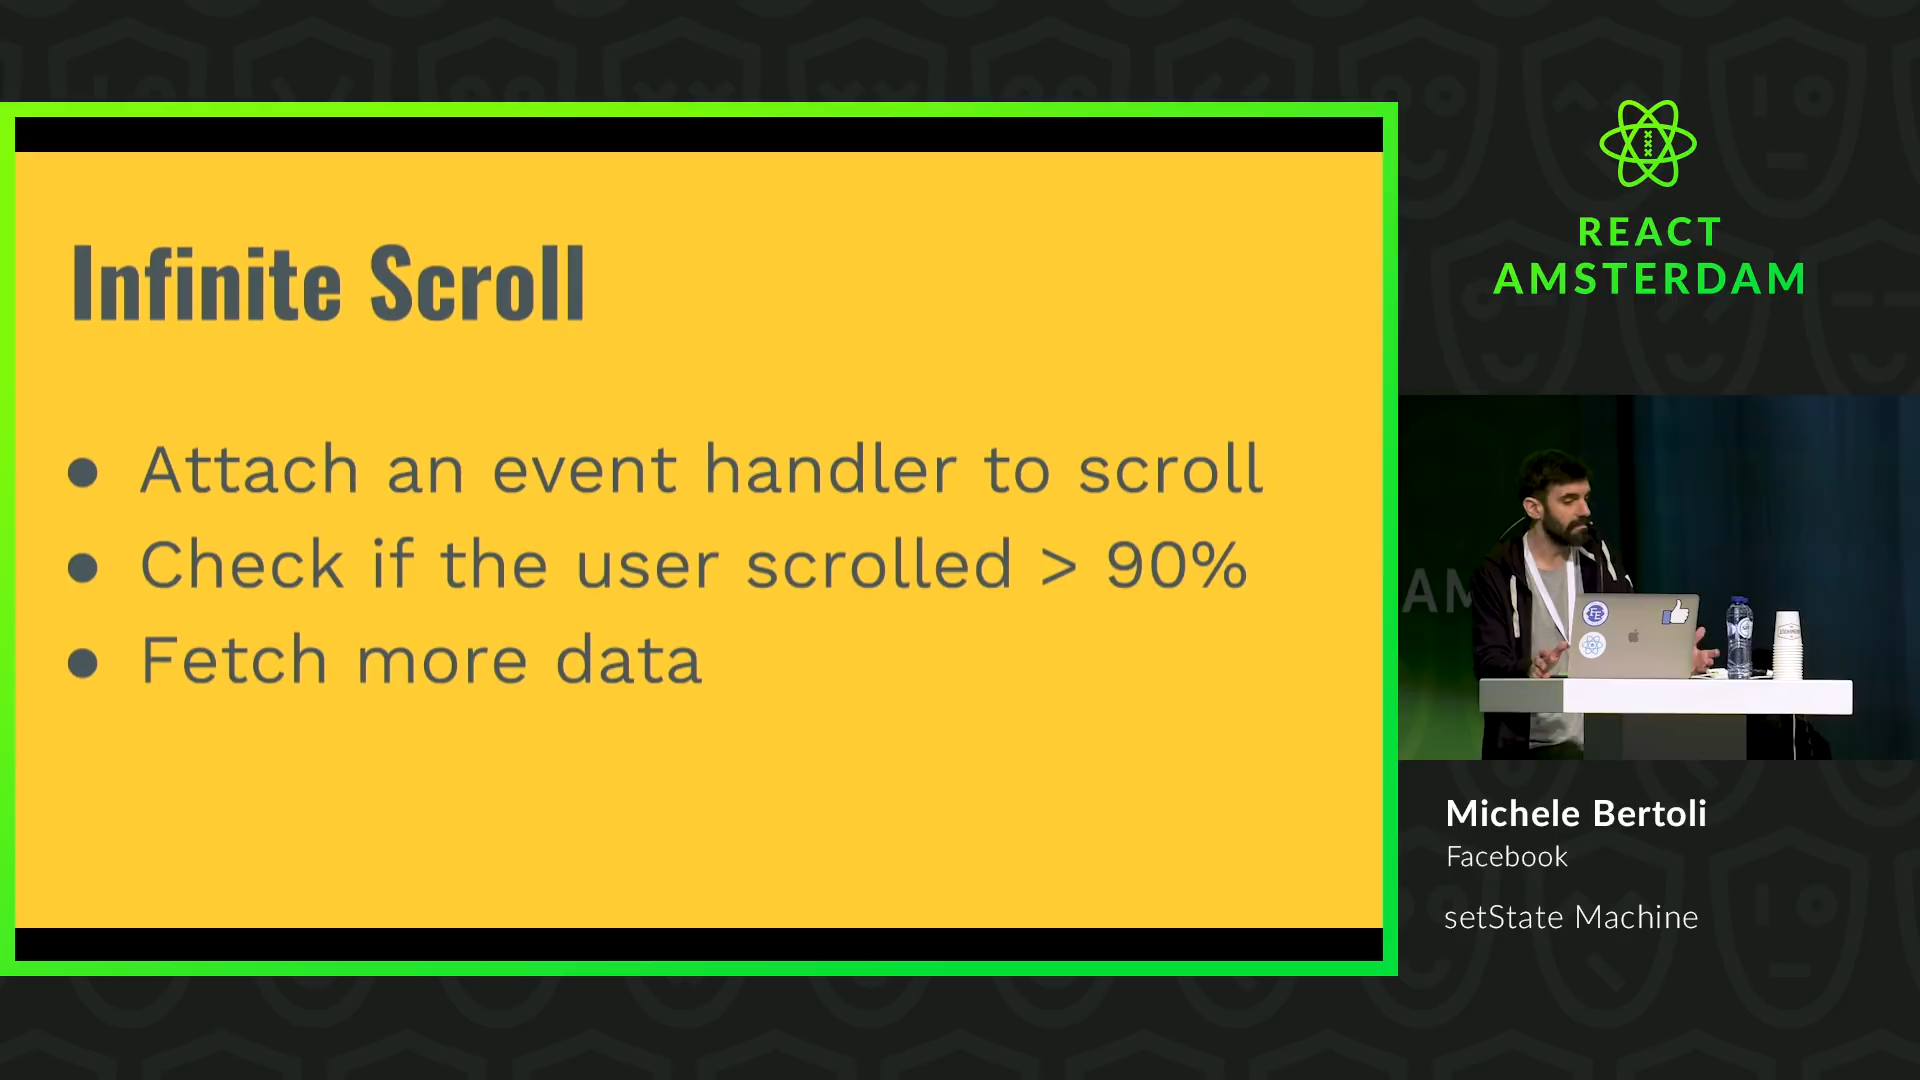 Infinite Scroll
● Attach an event handler to scroll
● Check if the user scrolled > 90%
● Fetch more data
REACT
AMSTERDAM
AM
Michele Bertoli
Facebook
setState Machine